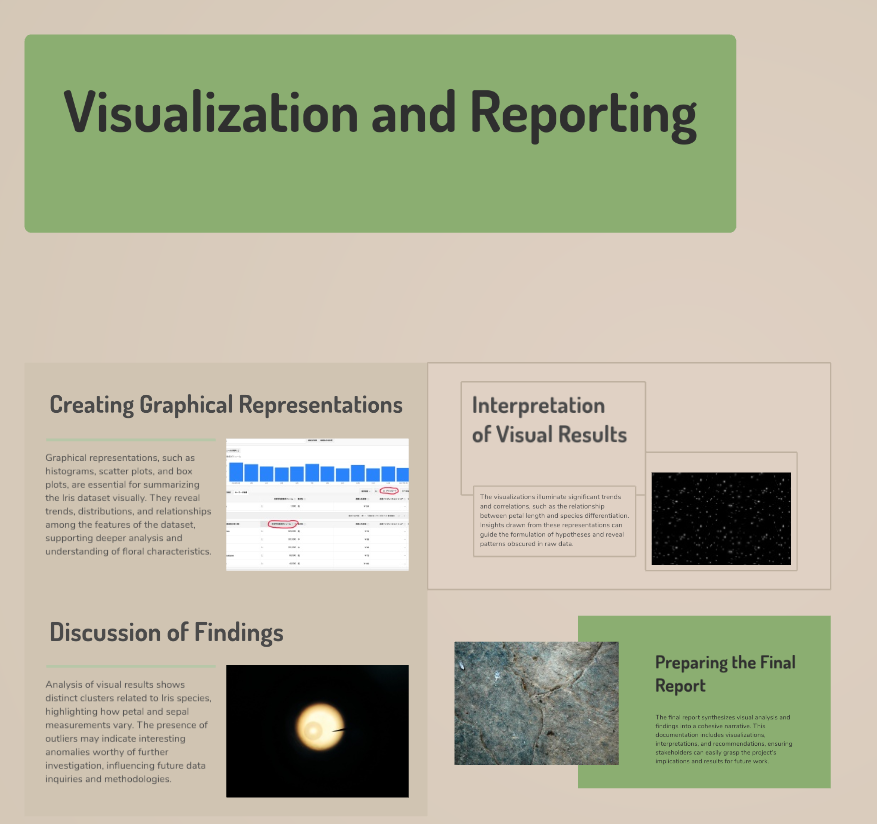 Visualization and Reporting
Creating Graphical Representations
Graphical representations, such as
histograms, scatter plots, and box
plots, are essential for summarizing
the Iris dataset visually. They reveal
trends, distributions, and relationships
among the features of the dataset,
supporting deeper analysis and
understanding of floral characteristics.
Interpretation
of Visual Results
The visualizations illuminate significant trends
and correlations, such as the relationship
between petal length and species differentiation.
Insights drawn from these representations can
guide the formulation of hypotheses and reveal
patterns obscured in raw data.
Discussion of Findings
Analysis of visual results shows
distinct clusters related to Iris species,
highlighting how petal and sepal
measurements vary. The presence of
outliers may indicate interesting
anomalies worthy of further
investigation, influencing future data
inquiries and methodologies.
Preparing the Final
Report
The final report synthesizes visual analysis and
findings into a cohesive narrative. This
documentation includes visualizations,
interpretations, and recommendations, ensuring
stakeholders can easily grasp the project's
implications and results for future work.